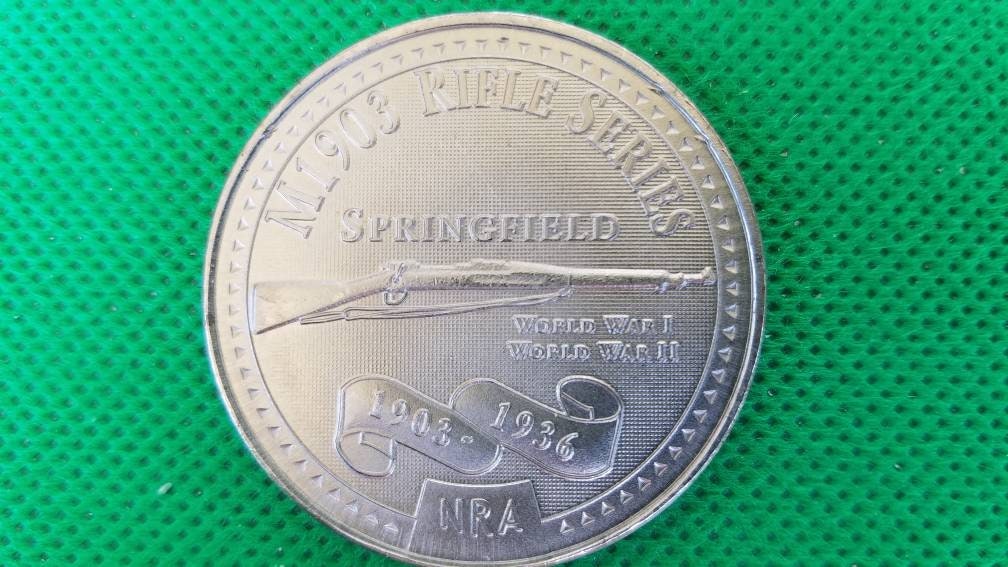 M1903 RIFLE SERIES
SPRINGFIELD
WORLD WAR I
WORLD WAR II
1903 - 1936
NRA